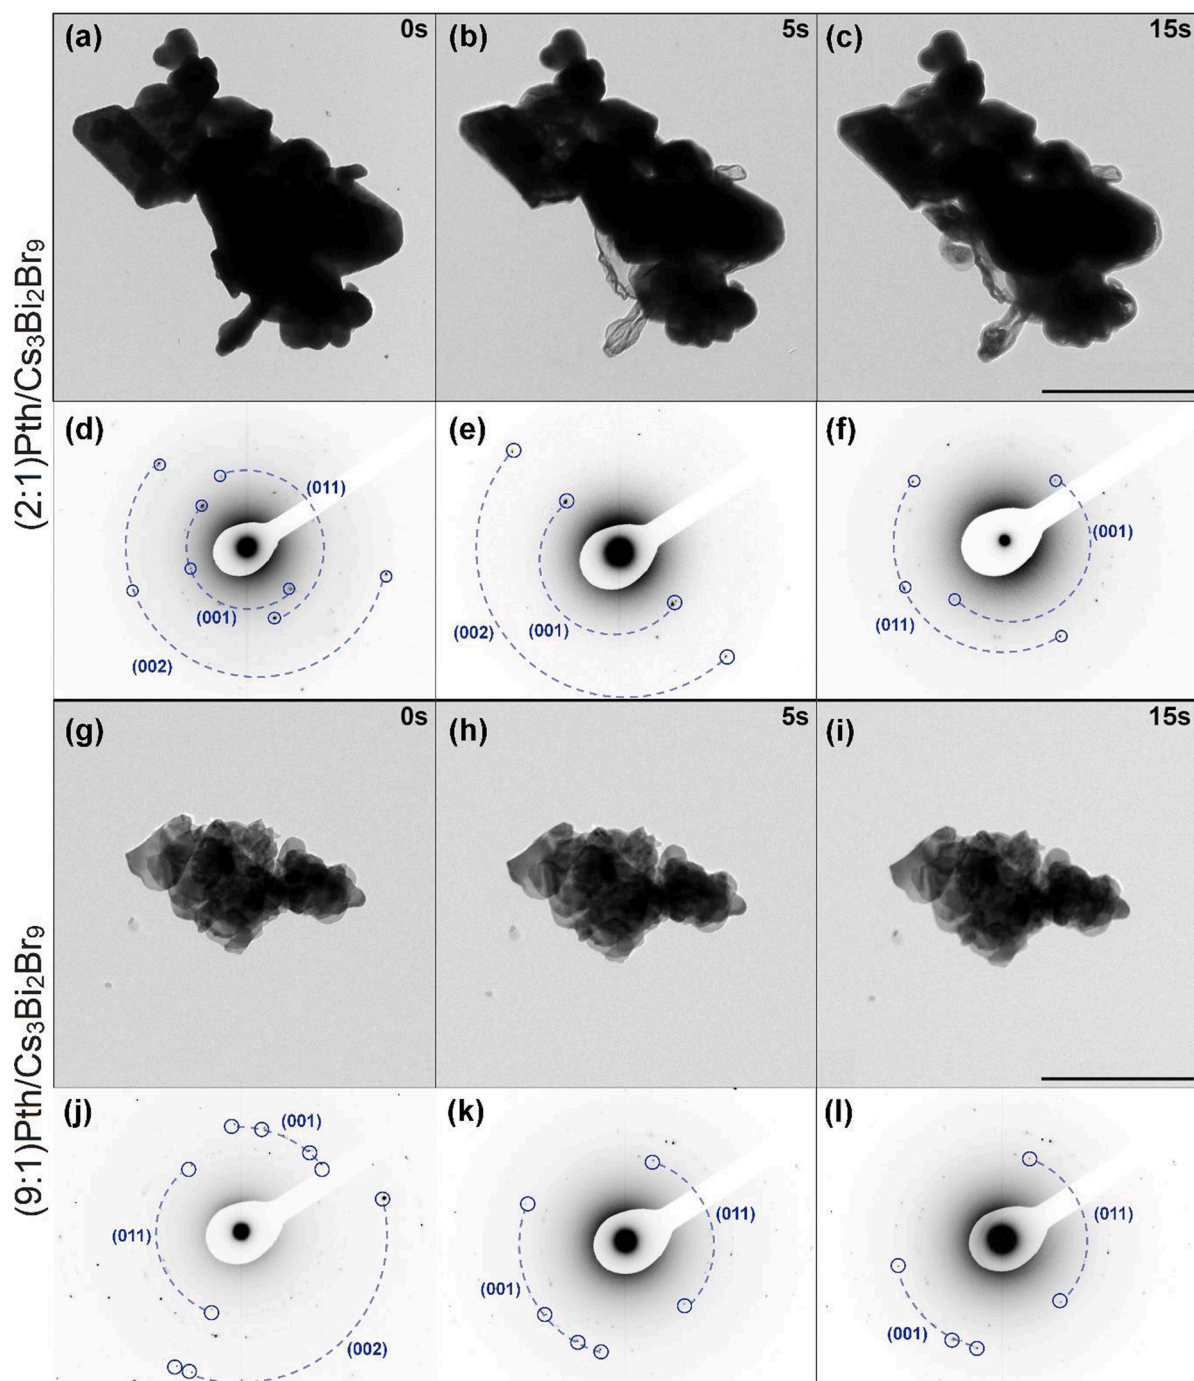 (2:1)Pth/Cs₃Bi₂Br₉
(a) 0s
(b) 5s
(c) 15s
(d)
(011)
(001)
(002)
(e)
(002)
(001)
(f)
(001)
(011)
(9:1)Pth/Cs₃Bi₂Br₉
(g) 0s
(h) 5s
(i) 15s
(j)
(001)
(011)
(002)
(k)
(011)
(001)
(l)
(011)
(001)